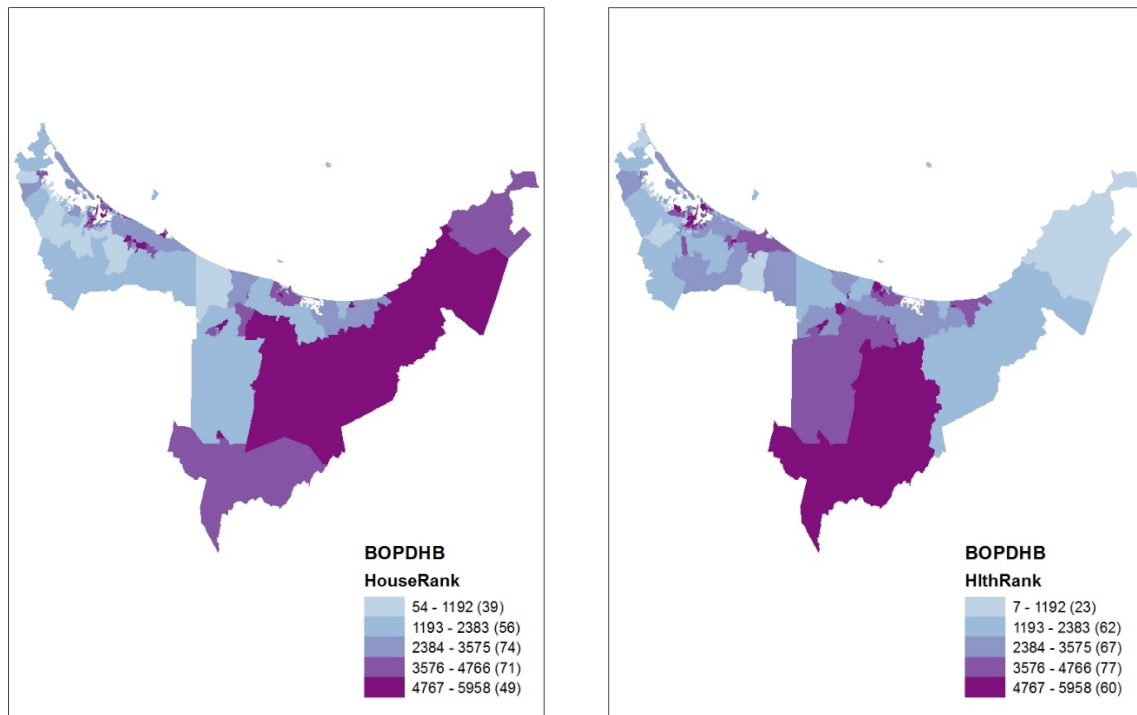 BOPDHB
HouseRank
54 - 1192 (39)
1193 - 2383 (56)
2384 - 3575 (74)
3576 - 4766 (71)
4767 - 5958 (49)
BOPDHB
HlthRank
7 - 1192 (23)
1193 - 2383 (62)
2384 - 3575 (67)
3576 - 4766 (77)
4767 - 5958 (60)